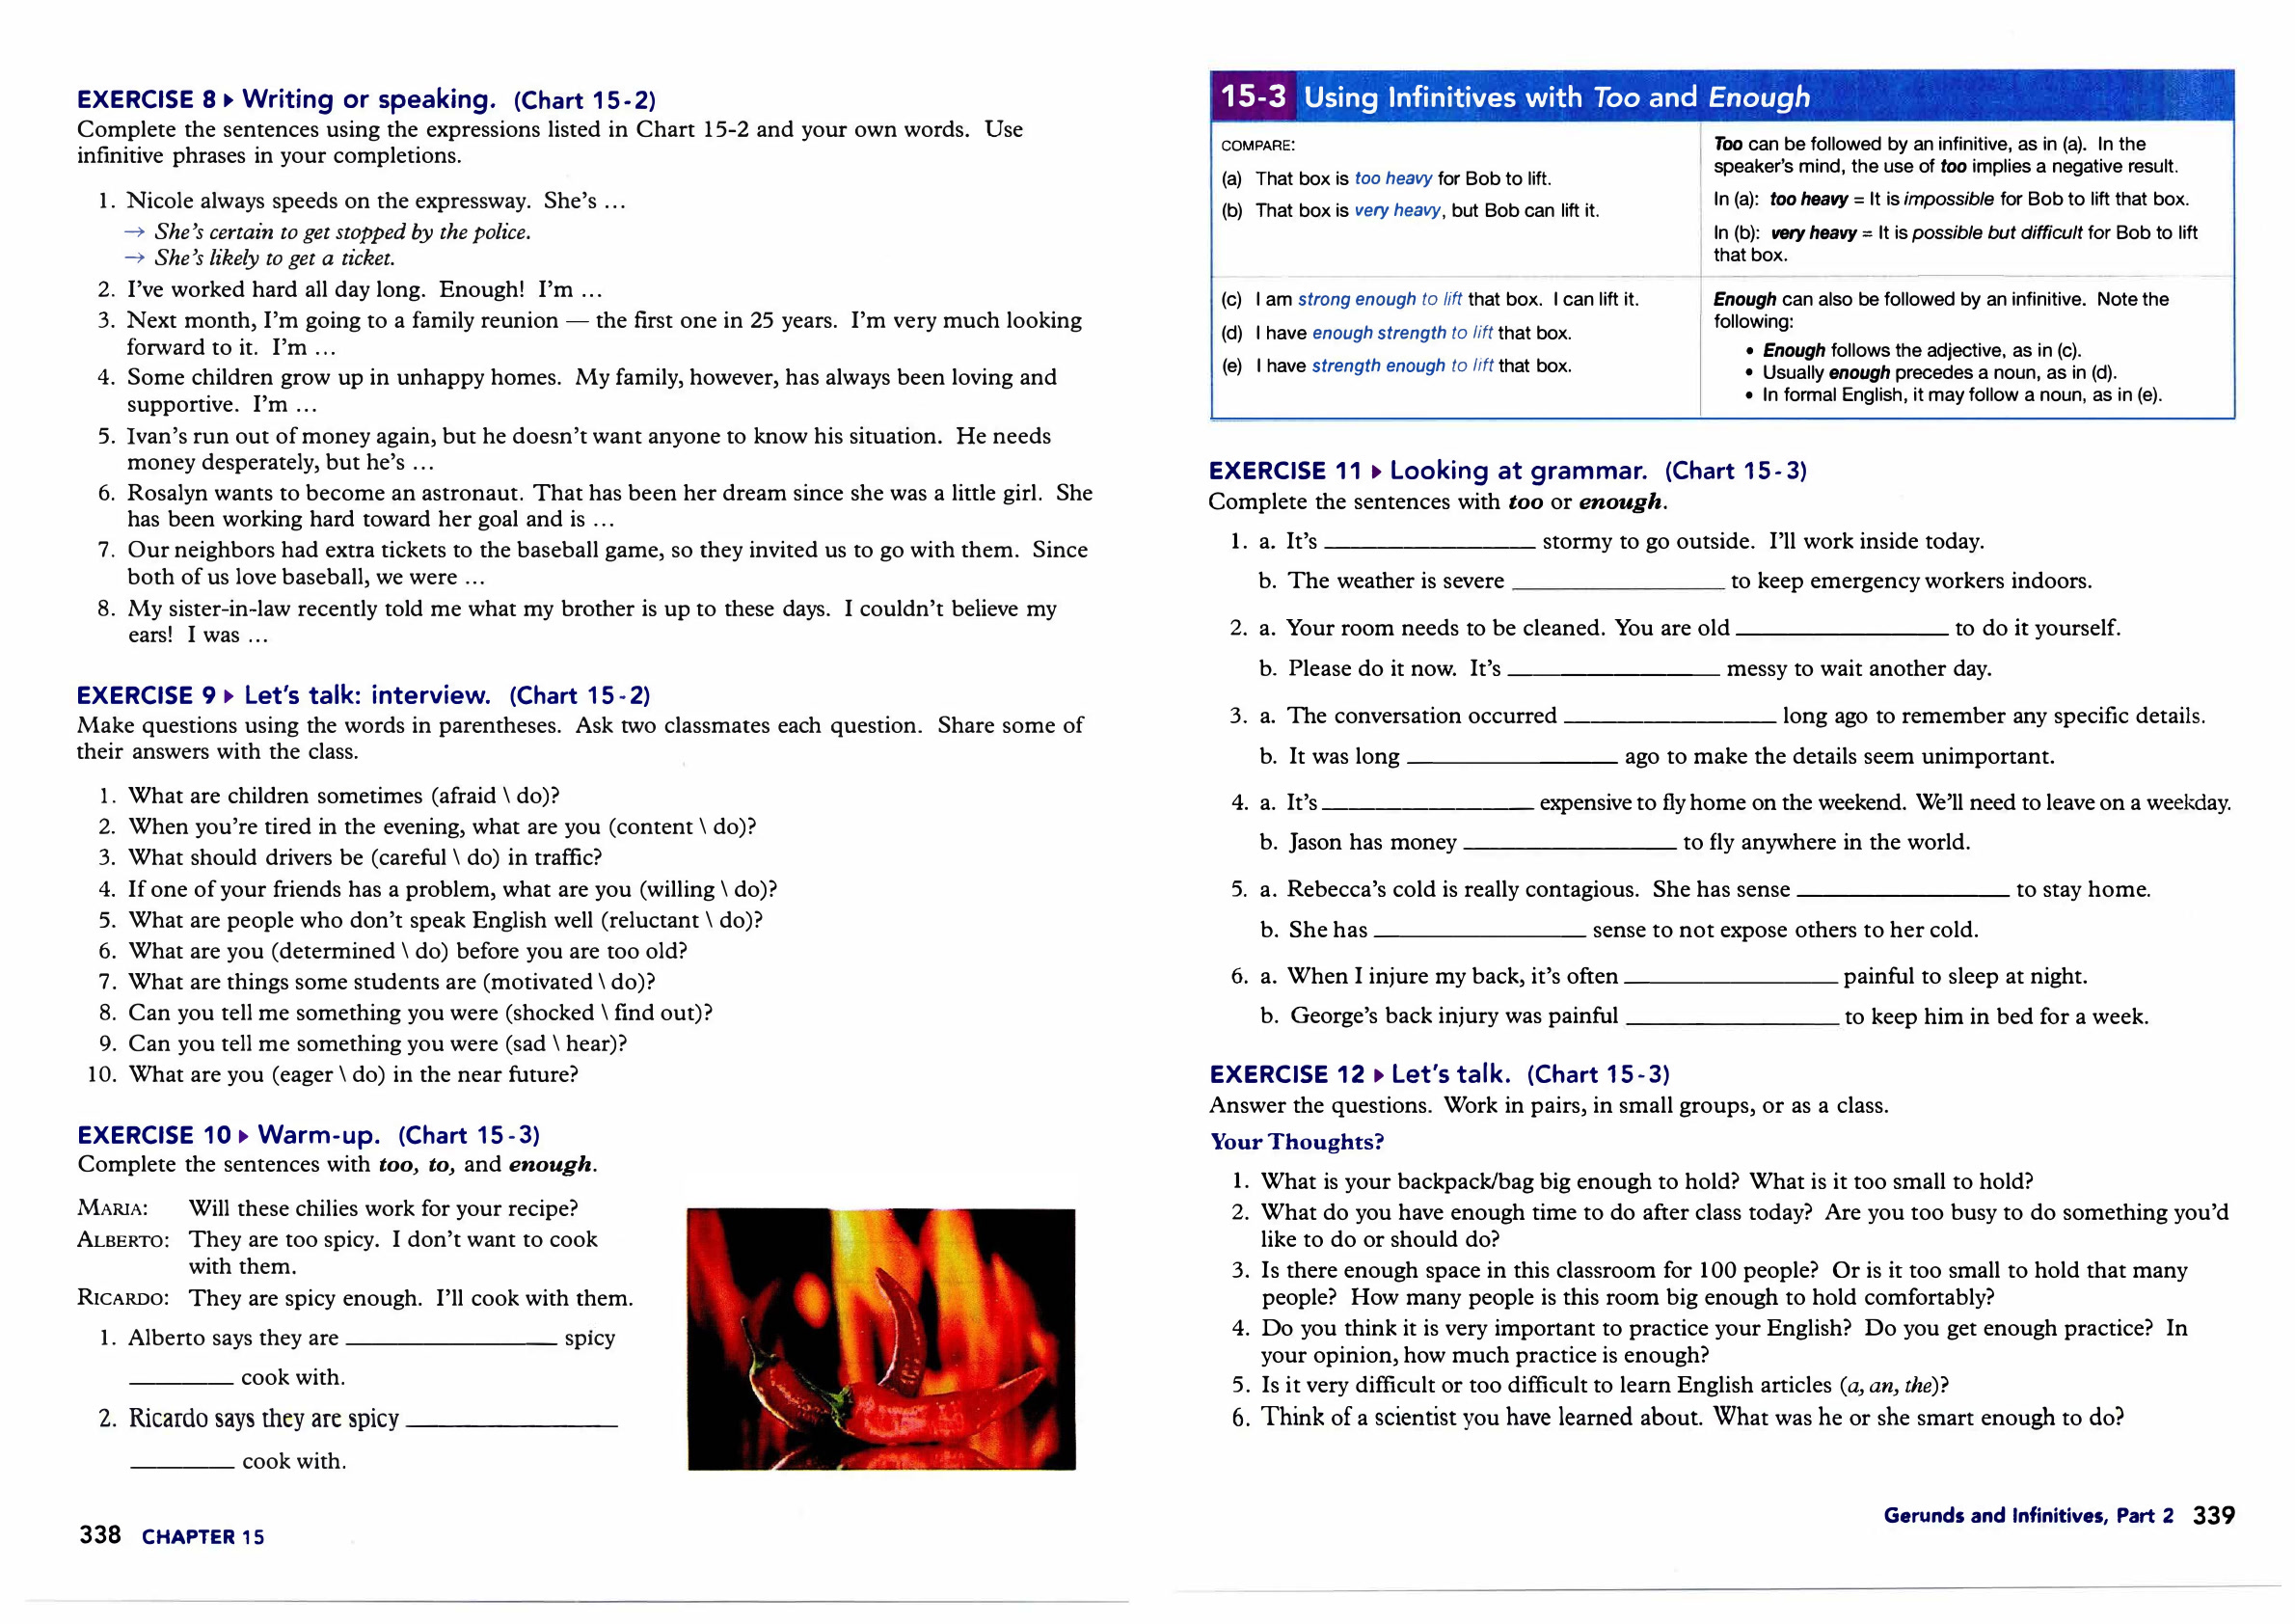 EXERCISE 8 ▸ Writing or speaking. (Chart 15-2)
Complete the sentences using the expressions listed in Chart 15-2 and your own words. Use
infinitive phrases in your completions.
1. Nicole always speeds on the expressway. She's ...
→ She's certain to get stopped by the police.
→ She's likely to get a ticket.
2. I've worked hard all day long. Enough! I'm ...
3. Next month, I'm going to a family reunion — the first one in 25 years. I'm very much looking
forward to it. I'm ...
4. Some children grow up in unhappy homes. My family, however, has always been loving and
supportive. I'm ...
5. Ivan's run out of money again, but he doesn't want anyone to know his situation. He needs
money desperately, but he's ...
6. Rosalyn wants to become an astronaut. That has been her dream since she was a little girl. She
has been working hard toward her goal and is ...
7. Our neighbors had extra tickets to the baseball game, so they invited us to go with them. Since
both of us love baseball, we were ...
8. My sister-in-law recently told me what my brother is up to these days. I couldn't believe my
ears! I was ...
EXERCISE 9 ▸ Let's talk: interview. (Chart 15-2)
Make questions using the words in parentheses. Ask two classmates each question. Share some of
their answers with the class.
1. What are children sometimes (afraid \ do)?
2. When you're tired in the evening, what are you (content \ do)?
3. What should drivers be (careful \ do) in traffic?
4. If one of your friends has a problem, what are you (willing \ do)?
5. What are people who don't speak English well (reluctant \ do)?
6. What are you (determined \ do) before you are too old?
7. What are things some students are (motivated \ do)?
8. Can you tell me something you were (shocked \ find out)?
9. Can you tell me something you were (sad \ hear)?
10. What are you (eager \ do) in the near future?
EXERCISE 10 ▸ Warm-up. (Chart 15-3)
Complete the sentences with too, to, and enough.
MARIA: Will these chilies work for your recipe?
ALBERTO: They are too spicy. I don't want to cook
with them.
RICARDO: They are spicy enough. I'll cook with them.
1. Alberto says they are ________________ spicy
________ cook with.
2. Ricardo says they are spicy ________________
________ cook with.
338 CHAPTER 15
15-3 Using Infinitives with Too and Enough
COMPARE:
(a) That box is too heavy for Bob to lift.
(b) That box is very heavy, but Bob can lift it.
Too can be followed by an infinitive, as in (a). In the
speaker's mind, the use of too implies a negative result.
In (a): too heavy = It is impossible for Bob to lift that box.
In (b): very heavy = It is possible but difficult for Bob to lift
that box.
(c) I am strong enough to lift that box. I can lift it.
(d) I have enough strength to lift that box.
(e) I have strength enough to lift that box.
Enough can also be followed by an infinitive. Note the
following:
• Enough follows the adjective, as in (c).
• Usually enough precedes a noun, as in (d).
• In formal English, it may follow a noun, as in (e).
EXERCISE 11 ▸ Looking at grammar. (Chart 15-3)
Complete the sentences with too or enough.
1. a. It's ________________ stormy to go outside. I'll work inside today.
b. The weather is severe ________________ to keep emergency workers indoors.
2. a. Your room needs to be cleaned. You are old ________________ to do it yourself.
b. Please do it now. It's ________________ messy to wait another day.
3. a. The conversation occurred ________________ long ago to remember any specific details.
b. It was long ________________ ago to make the details seem unimportant.
4. a. It's ________________ expensive to fly home on the weekend. We'll need to leave on a weekday.
b. Jason has money ________________ to fly anywhere in the world.
5. a. Rebecca's cold is really contagious. She has sense ________________ to stay home.
b. She has ________________ sense to not expose others to her cold.
6. a. When I injure my back, it's often ________________ painful to sleep at night.
b. George's back injury was painful ________________ to keep him in bed for a week.
EXERCISE 12 ▸ Let's talk. (Chart 15-3)
Answer the questions. Work in pairs, in small groups, or as a class.
Your Thoughts?
1. What is your backpack/bag big enough to hold? What is it too small to hold?
2. What do you have enough time to do after class today? Are you too busy to do something you'd
like to do or should do?
3. Is there enough space in this classroom for 100 people? Or is it too small to hold that many
people? How many people is this room big enough to hold comfortably?
4. Do you think it is very important to practice your English? Do you get enough practice? In
your opinion, how much practice is enough?
5. Is it very difficult or too difficult to learn English articles (a, an, the)?
6. Think of a scientist you have learned about. What was he or she smart enough to do?
Gerunds and Infinitives, Part 2 339